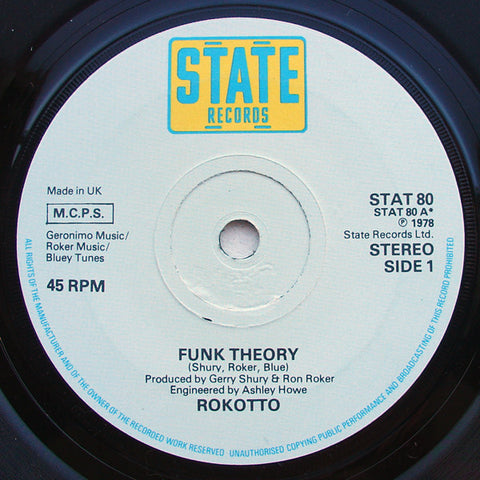 STATE
RECORDS
Made in UK
M.C.P.S.
Geronimo Music/
Roker Music/
Bluey Tunes
45 RPM
STAT 80
STAT 80 A*
℗ 1978
State Records Ltd.
STEREO
SIDE 1
FUNK THEORY
(Shury, Roker, Blue)
Produced by Gerry Shury & Ron Roker
Engineered by Ashley Howe
ROKOTTO
ALL RIGHTS OF THE MANUFACTURER AND OF THE OWNER OF THE RECORDED WORK RESERVED UNAUTHORISED COPYING PUBLIC PERFORMANCE AND BROADCASTING OF THIS RECORD PROHIBITED